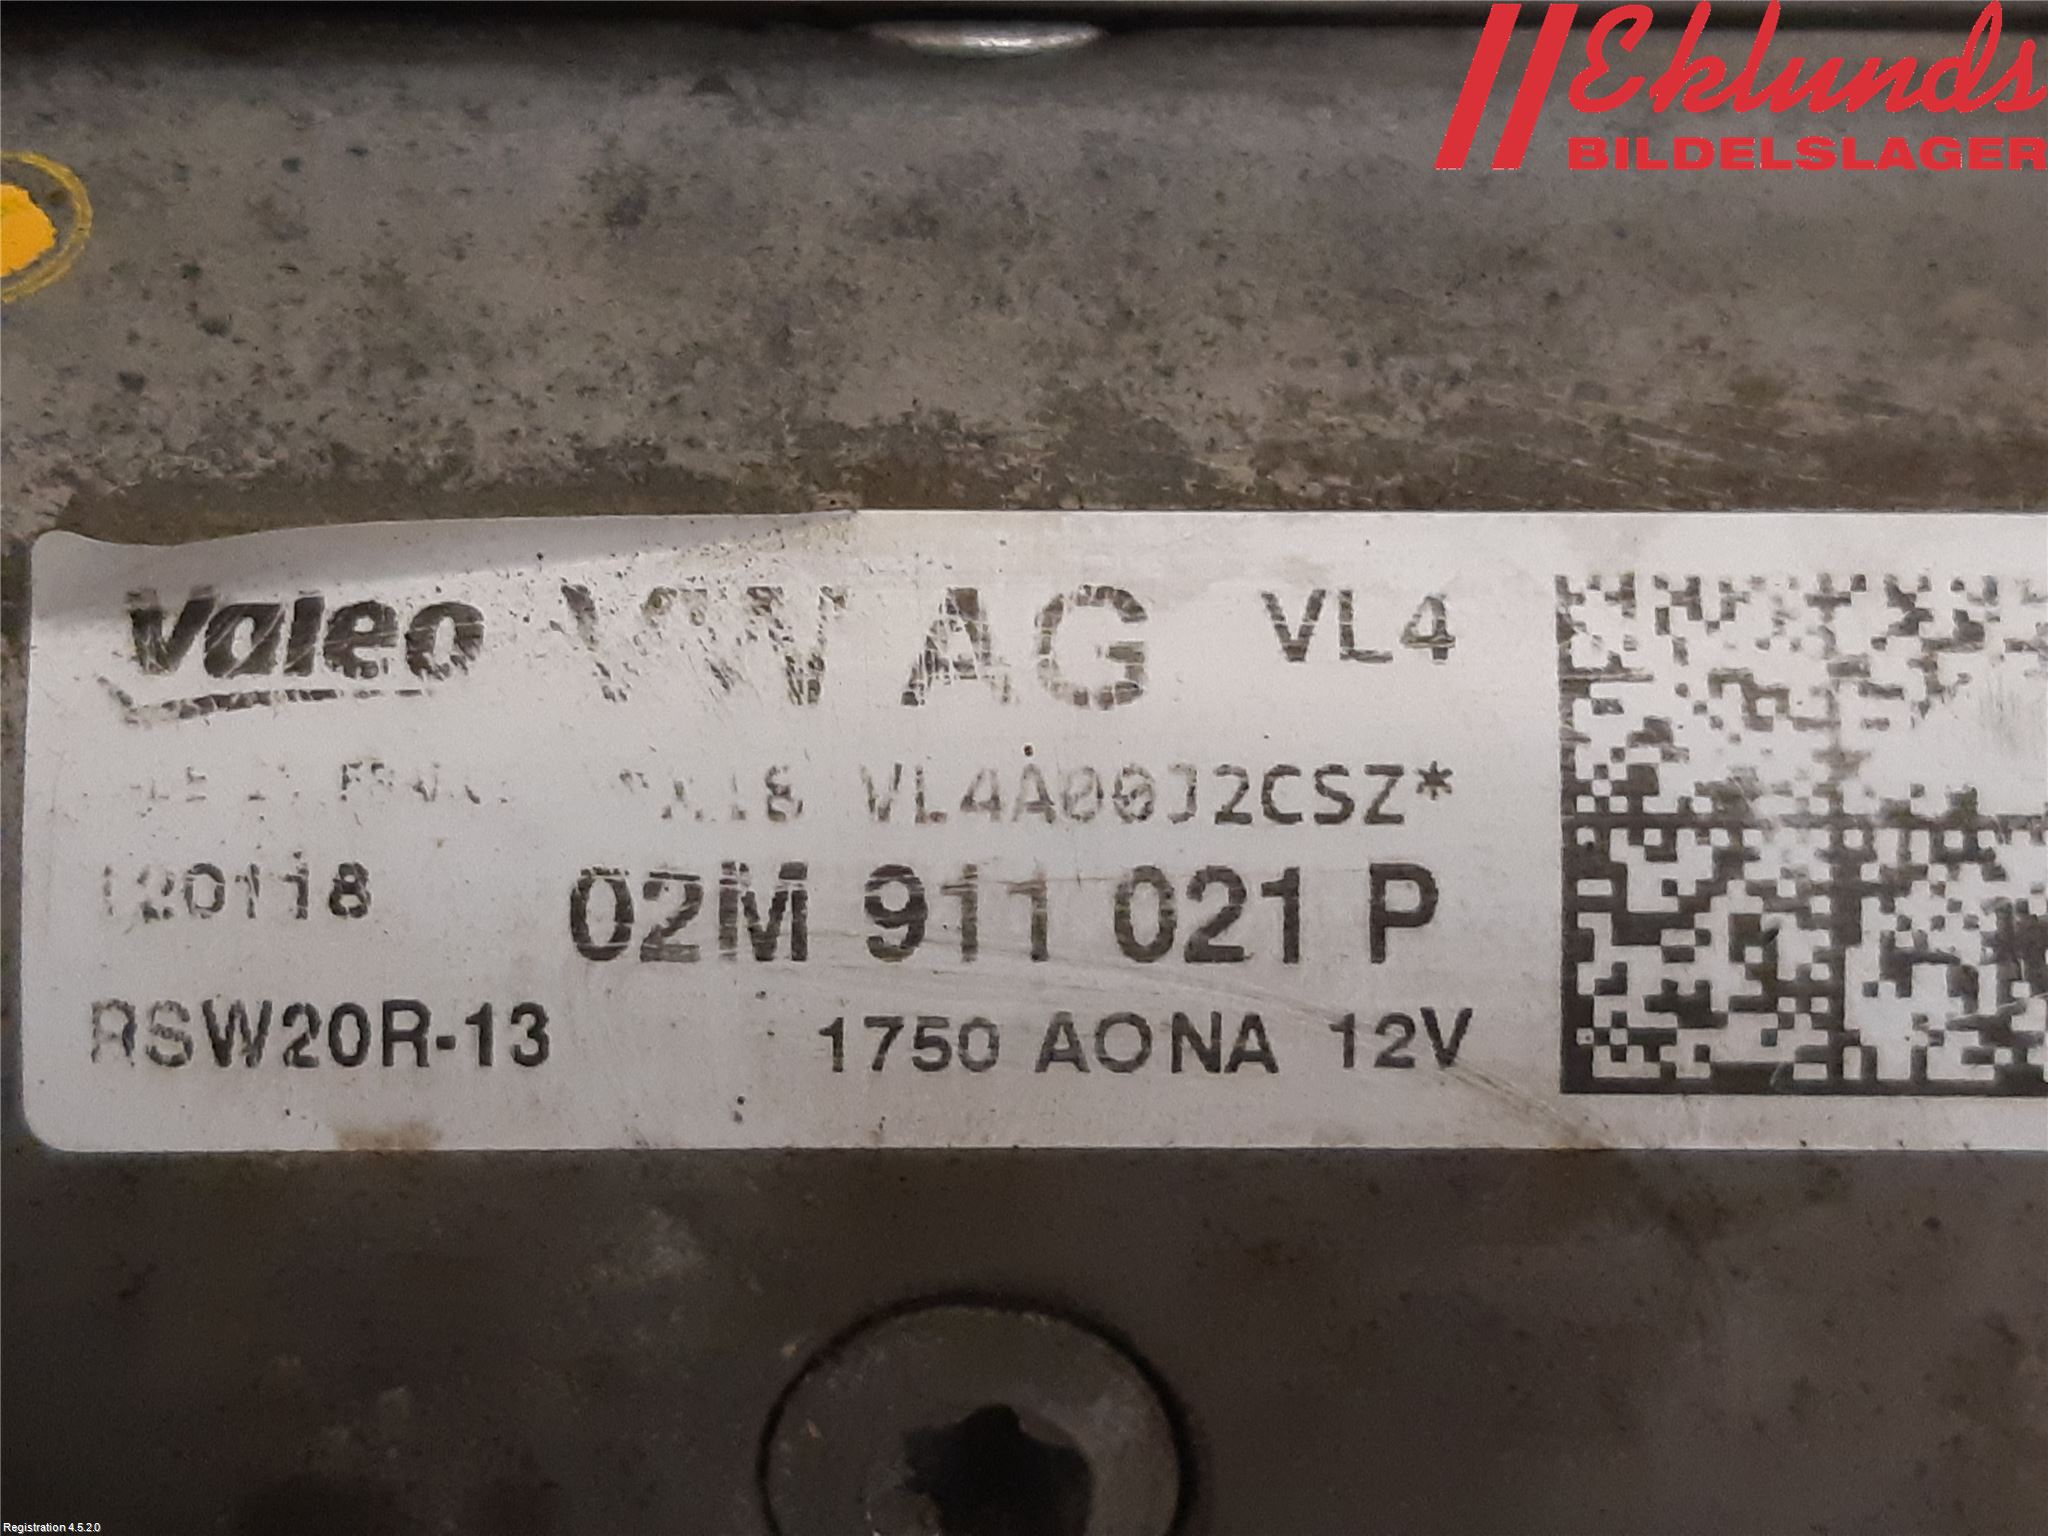 Eklunds
BILDELSLAGER
Valeo VW AG VL4
VL4A00J2CSZ*
120118 02M 911 021 P
RSW20R-13 1750 AONA 12V
Registration 4.5.2.0